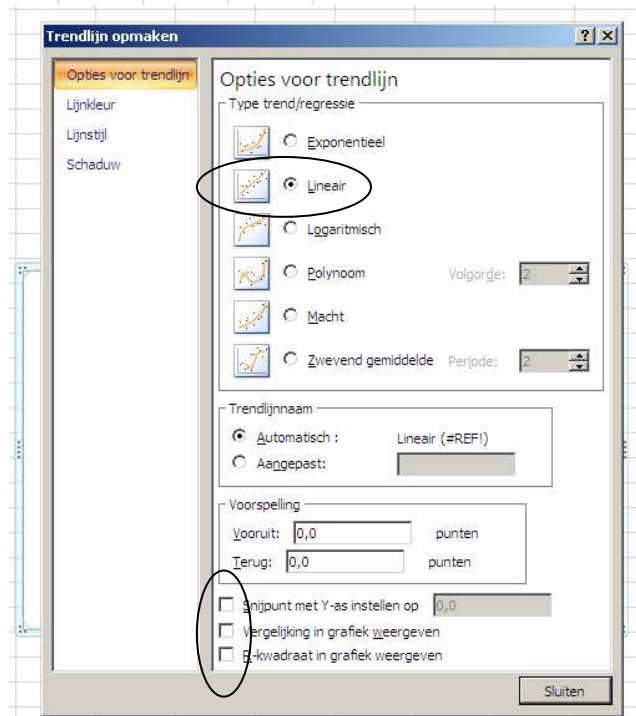 Trendlijn opmaken
Opties voor trendlijn
Lijnkleur
Lijnstijl
Schaduw
Opties voor trendlijn
Type trend/regressie
Exponentieel
Lineair
Logaritmisch
Polynoom Volgorde: 2
Macht
Zwevend gemiddelde Periode: 2
Trendlijnnaam
Automatisch : Lineair (#REF!)
Aangepast:
Voorspelling
Vooruit: 0,0 punten
Terug: 0,0 punten
Snijpunt met Y-as instellen op 0,0
Vergelijking in grafiek weergeven
R-kwadraat in grafiek weergeven
Sluiten